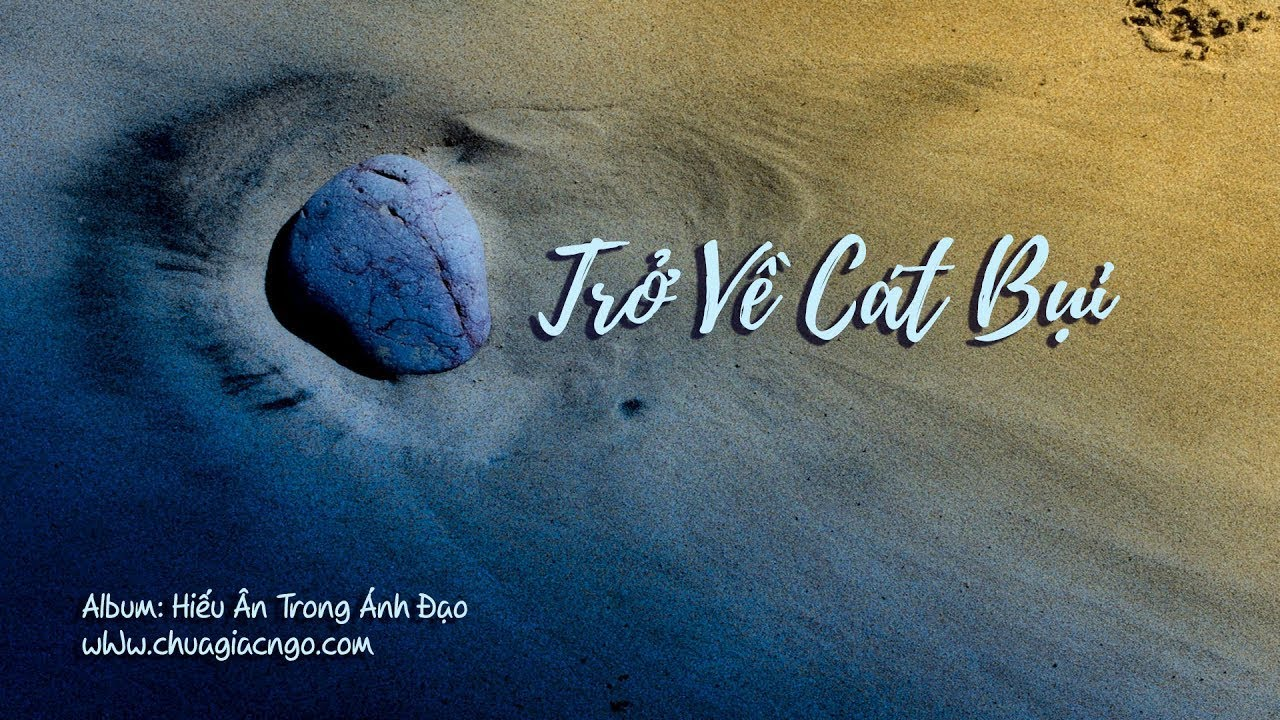 Trở Về Cát Bụi
Album: Hiếu Ân Trong Ánh Đạo
www.chuagiacngo.com